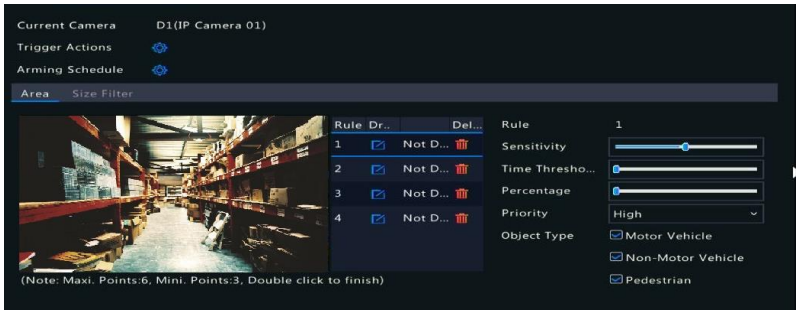 Current Camera D1(IP Camera 01)
Trigger Actions
Arming Schedule
Area Size Filter
Rule Dr.. Del...
1 Not D...
2 Not D...
3 Not D...
4 Not D...
Rule 1
Sensitivity
Time Thresho...
Percentage
Priority High
Object Type Motor Vehicle
Non-Motor Vehicle
Pedestrian
(Note: Maxi. Points:6, Mini. Points:3, Double click to finish)